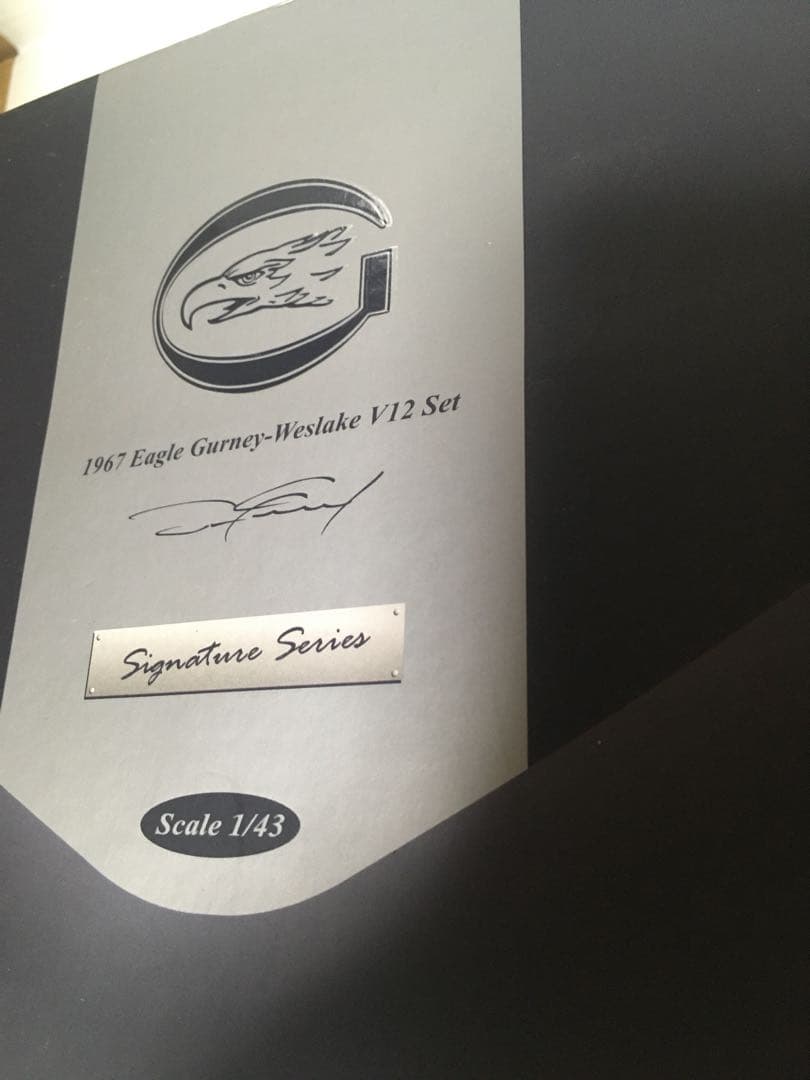 1967 Eagle Gurney-Weslake V12 Set
Signature Series
Scale 1/43